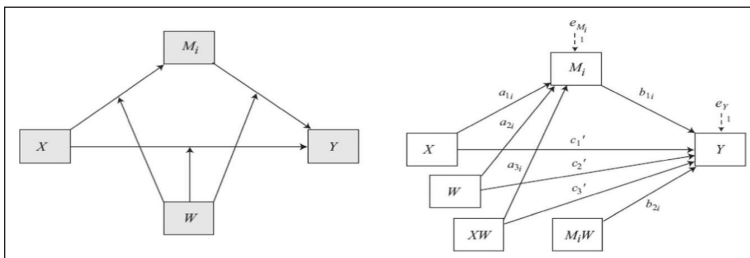 M_i
X
Y
W
e_{M_i}
1
M_i
a_{1i}
b_{1i}
a_{2i}
e_Y
1
X
c_1'
Y
a_{3i}
W
c_2'
c_3'
b_{2i}
XW
M_iW